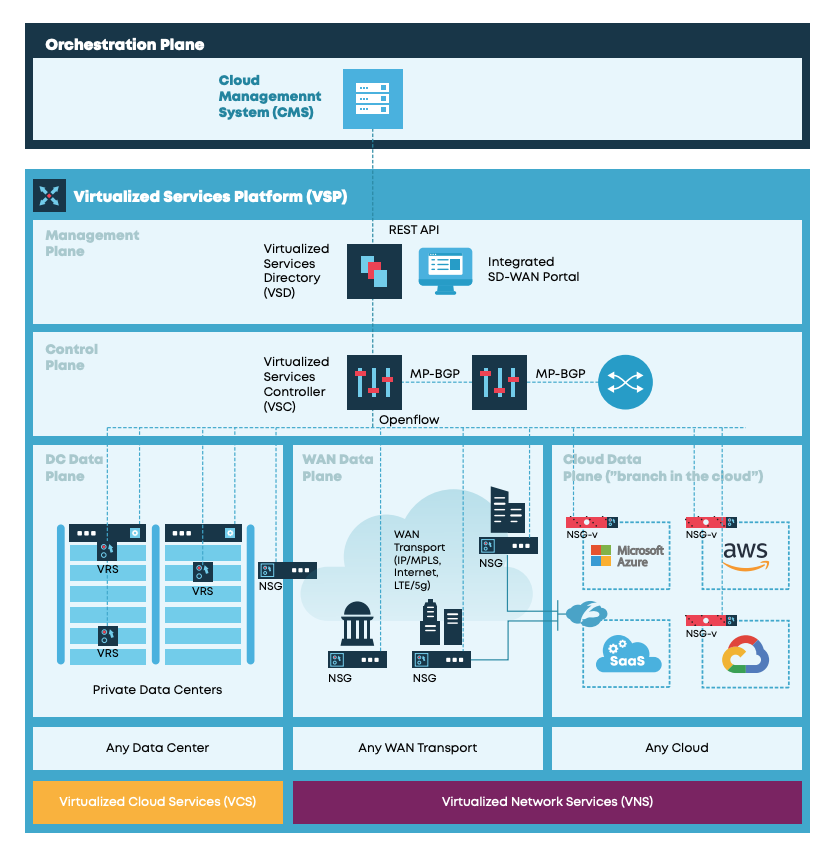 Orchestration Plane
Cloud
Managemennt
System (CMS)
Virtualized Services Platform (VSP)
Management
Plane
REST API
Virtualized
Services
Directory
(VSD)
Integrated
SD-WAN Portal
Control
Plane
Virtualized
Services
Controller
(VSC)
MP-BGP
MP-BGP
Openflow
DC Data
Plane
VRS
VRS
VRS
NSG
Private Data Centers
WAN Data
Plane
WAN
Transport
(IP/MPLS,
Internet,
LTE/5g)
NSG
NSG
NSG
Cloud Data
Plane ("branch in the cloud")
NSG-v
Microsoft
Azure
NSG-v
aws
SaaS
NSG-v
Any Data Center
Any WAN Transport
Any Cloud
Virtualized Cloud Services (VCS)
Virtualized Network Services (VNS)